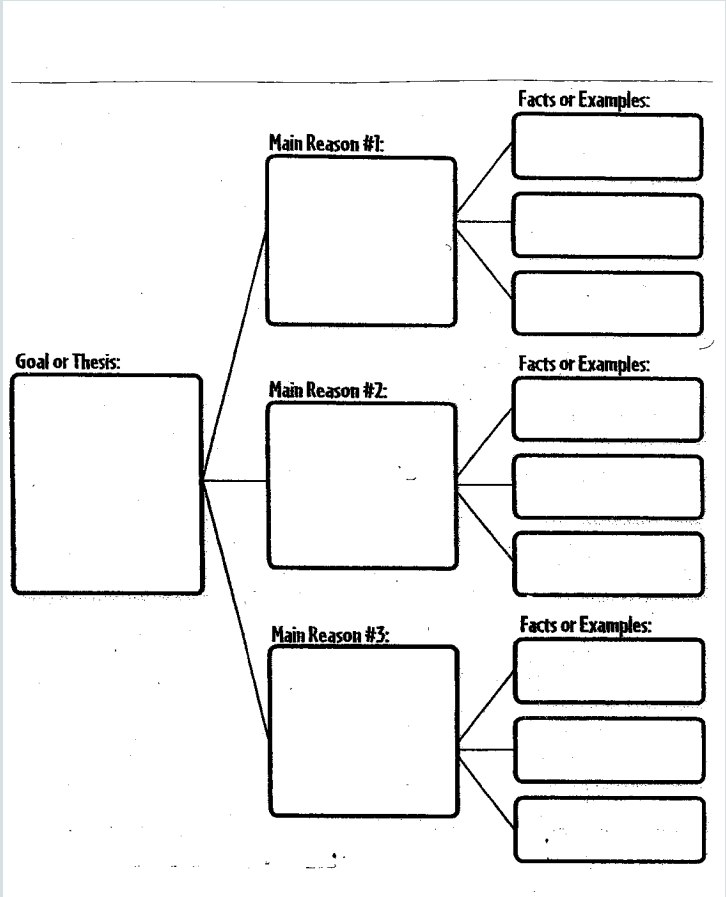 Facts or Examples:
Main Reason #1:
Goal or Thesis:
Facts or Examples:
Main Reason #2:
Facts or Examples:
Main Reason #3: